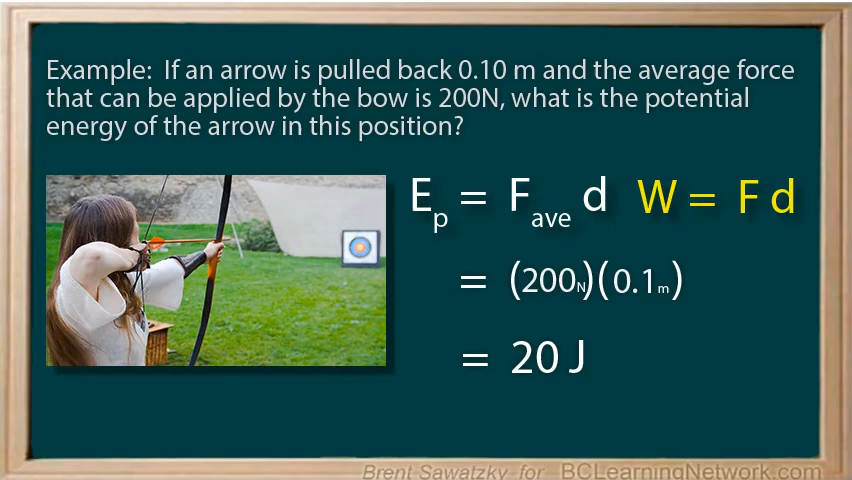 Example:  If an arrow is pulled back 0.10 m and the average force
that can be applied by the bow is 200N, what is the potential
energy of the arrow in this position?
Ep = Fave d   W = F d
= (200N)(0.1m)
= 20 J
Brent Sawatzky for BCLearningNetwork.com